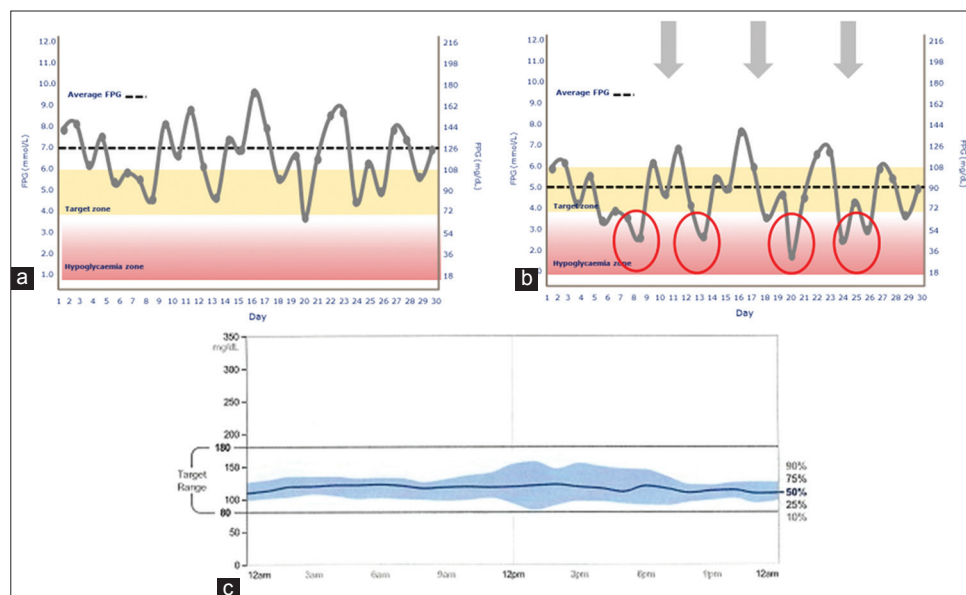 12.0
11.0
10.0
9.0
8.0
7.0
6.0
5.0
4.0
3.0
2.0
1.0
FPG (mmol/L)
Average FPG
Target zone
Hypoglycaemia zone
216
198
180
162
144
126
108
90
72
54
36
18
FPG (mg/dL)
1 2 3 4 5 6 7 8 9 10 11 12 13 14 15 16 17 18 19 20 21 22 23 24 25 26 27 28 29 30
Day
a
12.0
11.0
10.0
9.0
8.0
7.0
6.0
5.0
4.0
3.0
2.0
FPG (mmol/L)
Average FPG
Target zone
Hypoglycaemia zone
216
198
180
162
144
126
108
90
72
54
36
18
FPG (mg/dL)
1 2 3 4 5 6 7 8 9 10 11 12 13 14 15 16 17 18 19 20 21 22 23 24 25 26 27 28 29 30
Day
b
350
mg/dL
300
250
200
180
150
100
80
50
0
Target
Range
90%
75%
50%
25%
10%
12am 3am 6am 9am 12pm 3pm 6pm 9pm 12am
c